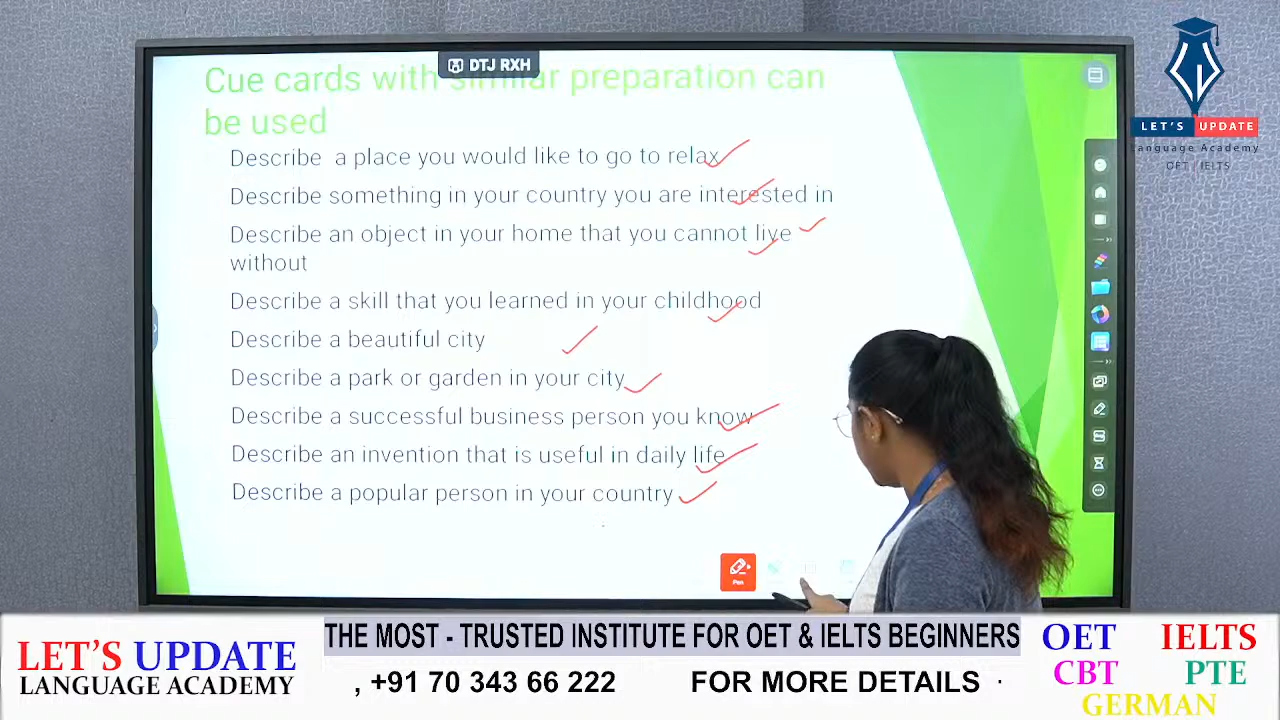 DTJ RXH
Cue cards with similar preparation can
be used
Describe a place you would like to go to relax
Describe something in your country you are interested in
Describe an object in your home that you cannot live
without
Describe a skill that you learned in your childhood
Describe a beautiful city
Describe a park or garden in your city
Describe a successful business person you know
Describe an invention that is useful in daily life
Describe a popular person in your country
Pen
LET'S UPDATE
Language Academy
OET . IELTS
LET'S UPDATE
LANGUAGE ACADEMY
THE MOST - TRUSTED INSTITUTE FOR OET & IELTS BEGINNERS
, +91 70 343 66 222 FOR MORE DETAILS
OET IELTS
CBT PTE
GERMAN